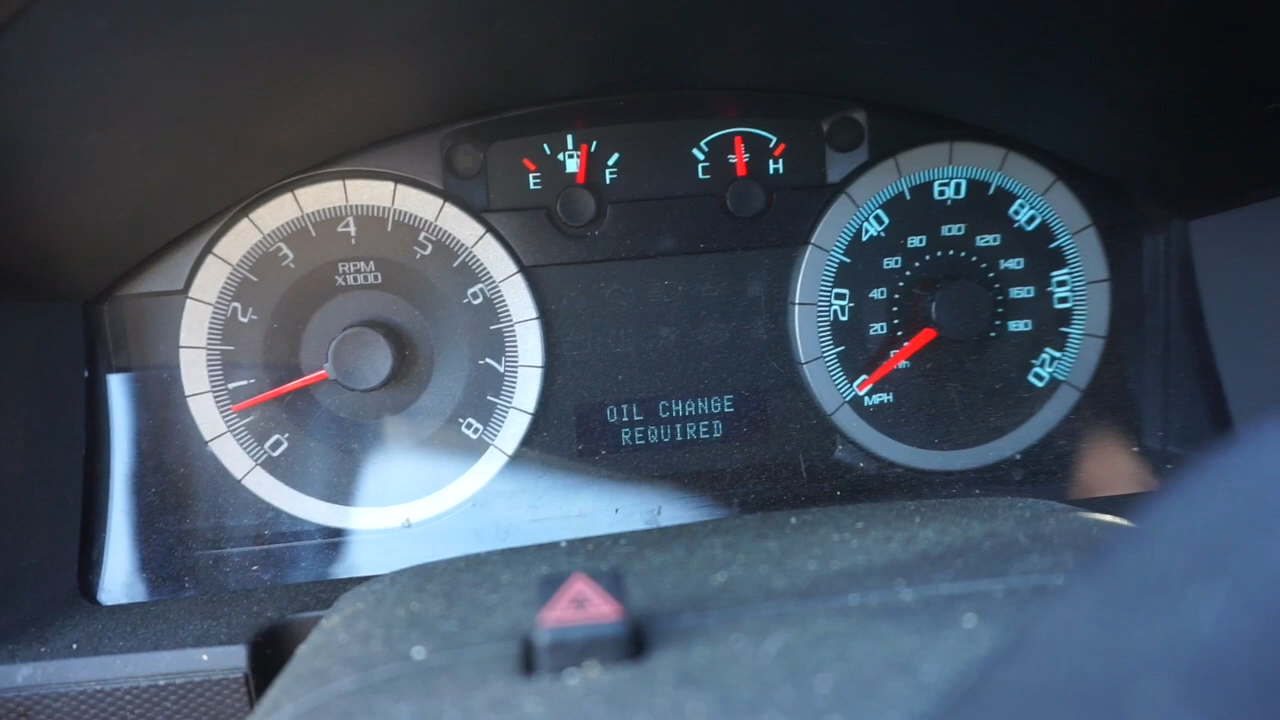 E F
C H
RPM
X1000
0 1 2 3 4 5 6 7 8
0 20 40 60 80 100 120
MPH
20 40 60 80 100 120 140 160 180
OIL CHANGE
REQUIRED